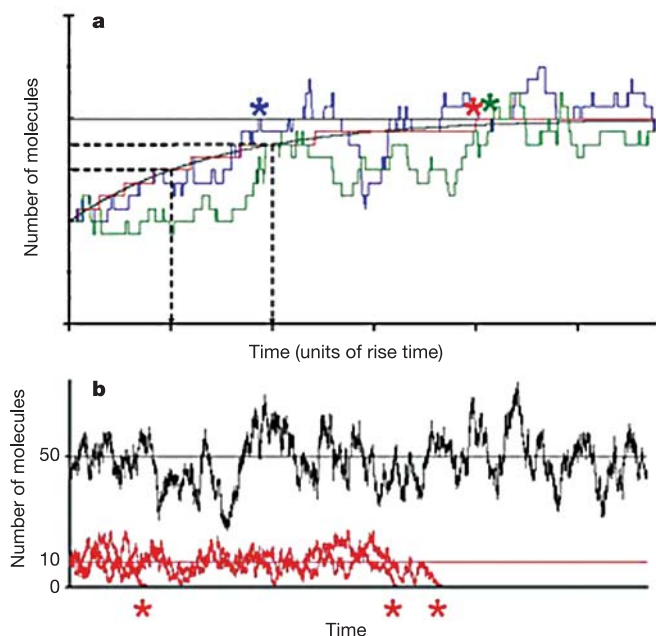 a
Number of molecules
Time (units of rise time)
b
Number of molecules
50
10
0
Time